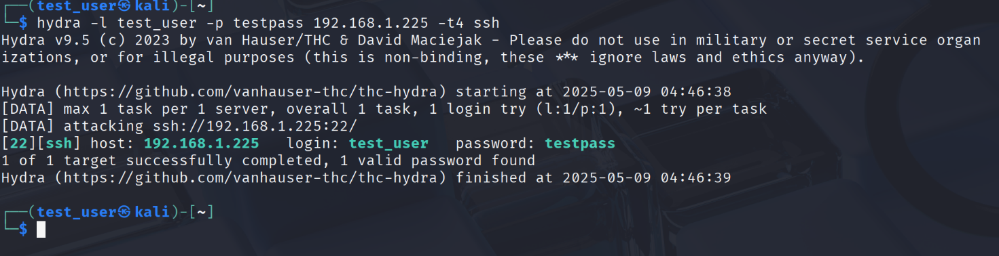 ┌──(test_user㉿kali)-[~]
└─$ hydra -l test_user -p testpass 192.168.1.225 -t4 ssh
Hydra v9.5 (c) 2023 by van Hauser/THC & David Maciejak - Please do not use in military or secret service organ
izations, or for illegal purposes (this is non-binding, these *** ignore laws and ethics anyway).
Hydra (https://github.com/vanhauser-thc/thc-hydra) starting at 2025-05-09 04:46:38
[DATA] max 1 task per 1 server, overall 1 task, 1 login try (l:1/p:1), ~1 try per task
[DATA] attacking ssh://192.168.1.225:22/
[22][ssh] host: 192.168.1.225   login: test_user   password: testpass
1 of 1 target successfully completed, 1 valid password found
Hydra (https://github.com/vanhauser-thc/thc-hydra) finished at 2025-05-09 04:46:39
┌──(test_user㉿kali)-[~]
└─$